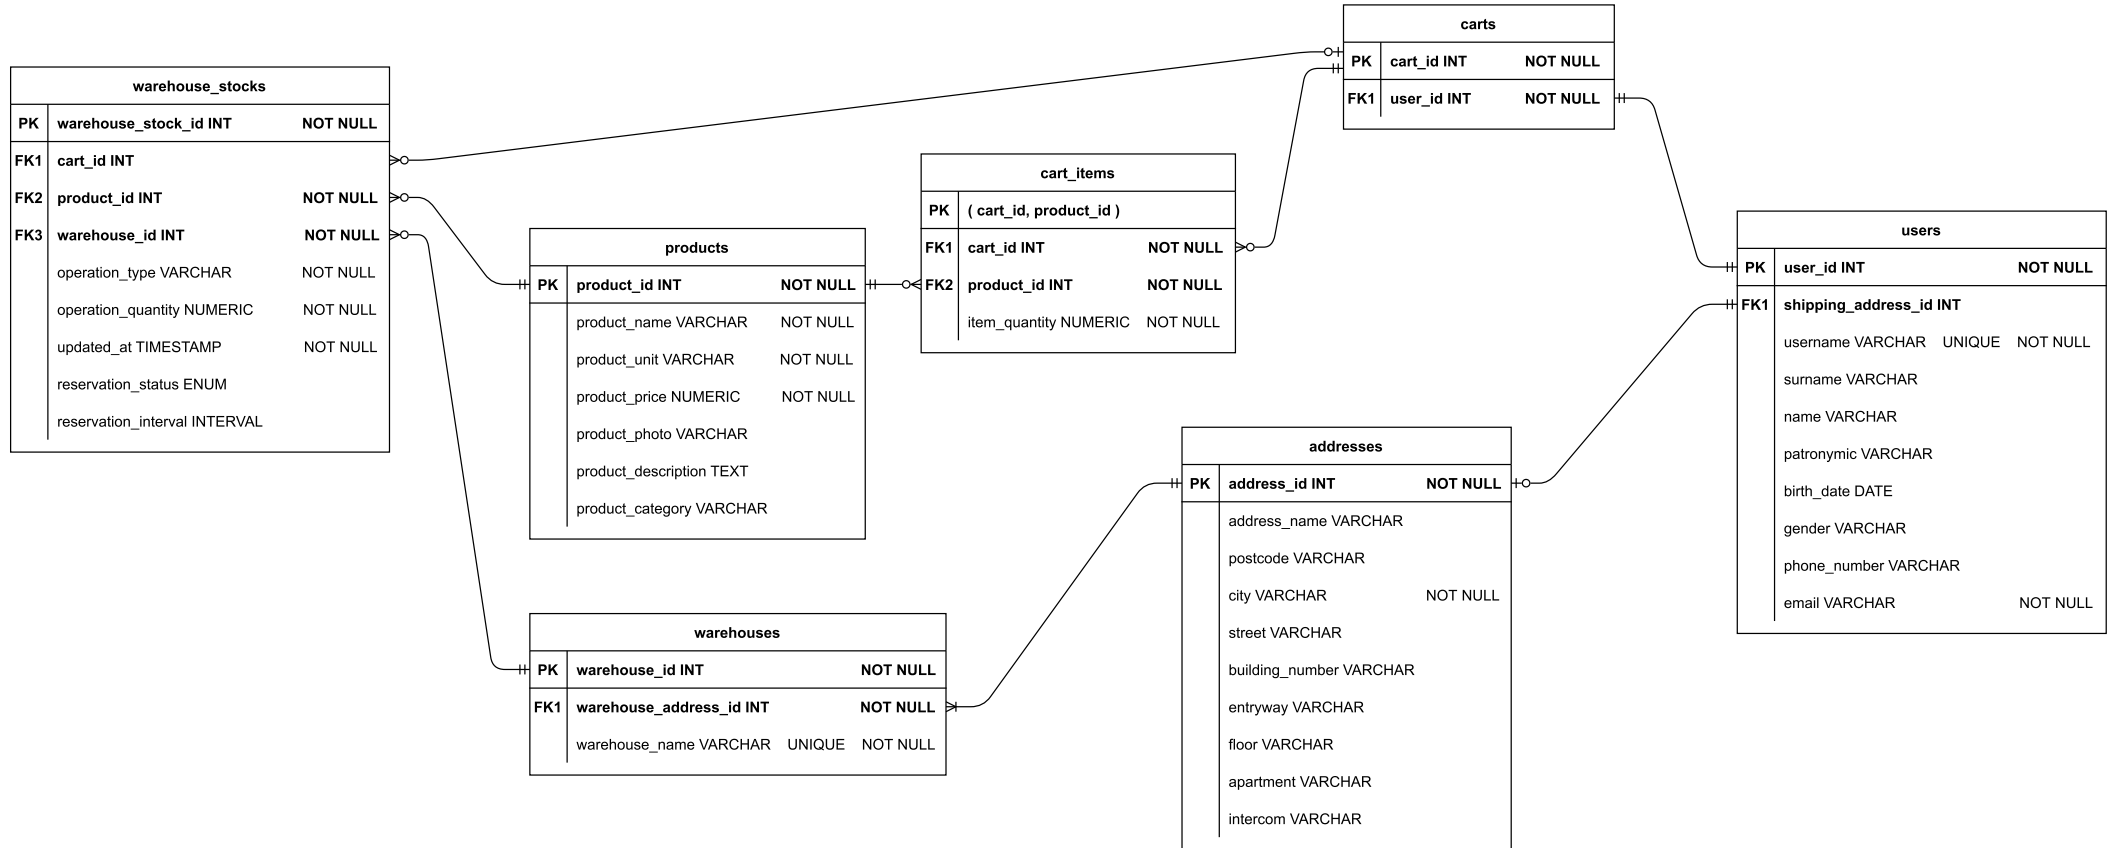 warehouse_stocks
PK warehouse_stock_id INT NOT NULL
FK1 cart_id INT
FK2 product_id INT NOT NULL
FK3 warehouse_id INT NOT NULL
operation_type VARCHAR NOT NULL
operation_quantity NUMERIC NOT NULL
updated_at TIMESTAMP NOT NULL
reservation_status ENUM
reservation_interval INTERVAL
products
PK product_id INT NOT NULL
product_name VARCHAR NOT NULL
product_unit VARCHAR NOT NULL
product_price NUMERIC NOT NULL
product_photo VARCHAR
product_description TEXT
product_category VARCHAR
warehouses
PK warehouse_id INT NOT NULL
FK1 warehouse_address_id INT NOT NULL
warehouse_name VARCHAR UNIQUE NOT NULL
cart_items
PK ( cart_id, product_id )
FK1 cart_id INT NOT NULL
FK2 product_id INT NOT NULL
item_quantity NUMERIC NOT NULL
carts
PK cart_id INT NOT NULL
FK1 user_id INT NOT NULL
addresses
PK address_id INT NOT NULL
address_name VARCHAR
postcode VARCHAR
city VARCHAR NOT NULL
street VARCHAR
building_number VARCHAR
entryway VARCHAR
floor VARCHAR
apartment VARCHAR
intercom VARCHAR
users
PK user_id INT NOT NULL
FK1 shipping_address_id INT
username VARCHAR UNIQUE NOT NULL
surname VARCHAR
name VARCHAR
patronymic VARCHAR
birth_date DATE
gender VARCHAR
phone_number VARCHAR
email VARCHAR NOT NULL